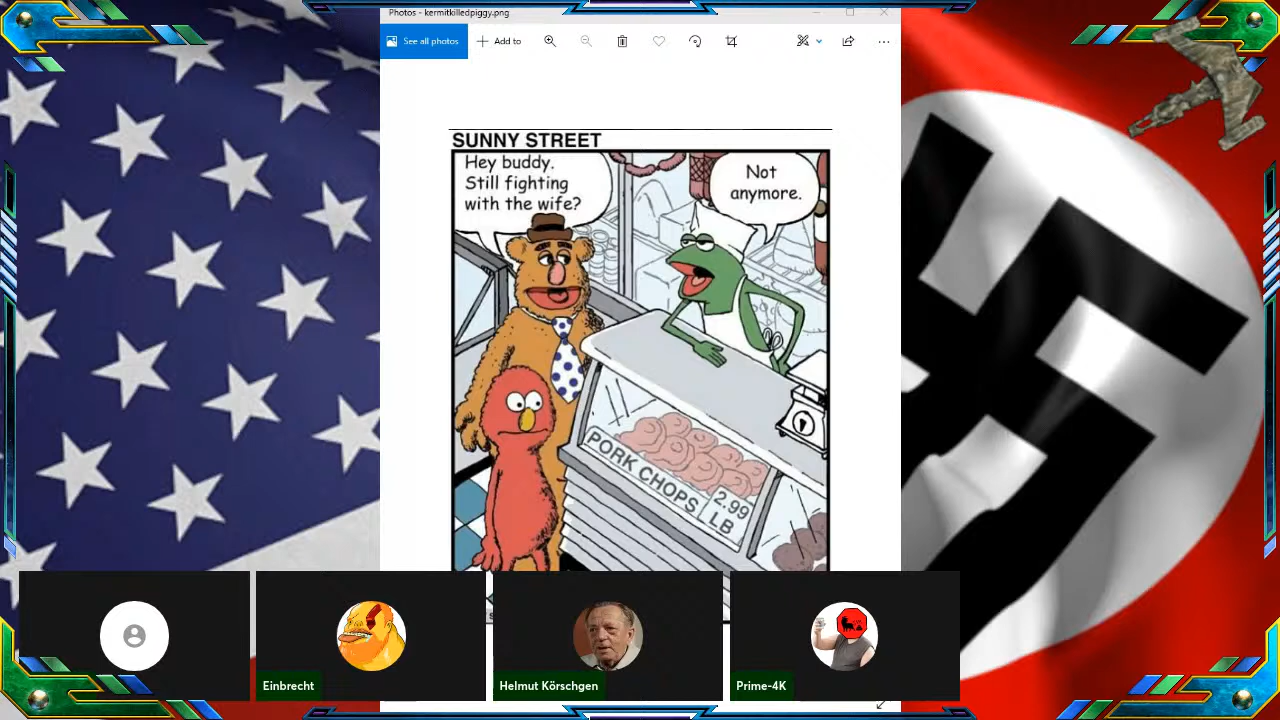 Photos - kermitkilledpiggy.png
See all photos
Add to
SUNNY STREET
Hey buddy.
Still fighting
with the wife?
Not
anymore.
PORK CHOPS
2.99
LB
Einbrecht
Helmut Körschgen
Prime-4K